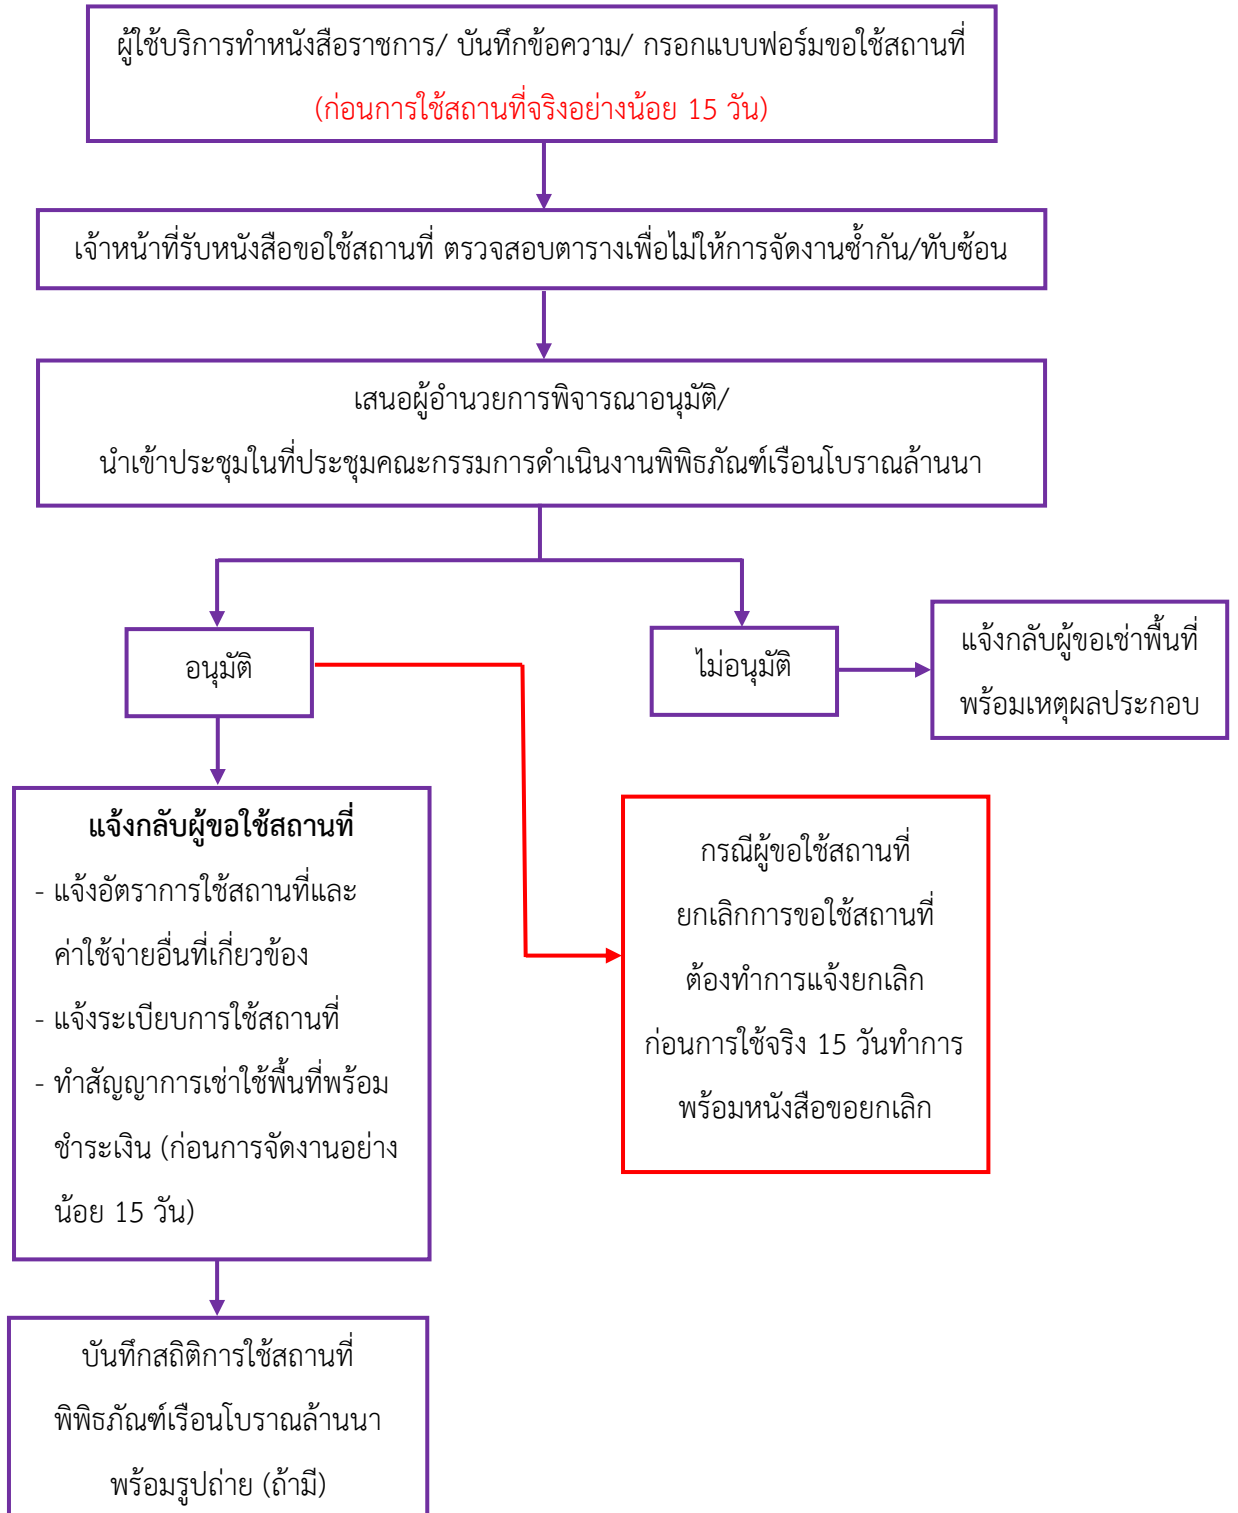 ผู้ใช้บริการทำหนังสือราชการ/ บันทึกข้อความ/ กรอกแบบฟอร์มขอใช้สถานที่
(ก่อนการใช้สถานที่จริงอย่างน้อย 15 วัน)
เจ้าหน้าที่รับหนังสือขอใช้สถานที่ ตรวจสอบตารางเพื่อไม่ให้การจัดงานซ้ำกัน/ทับซ้อน
เสนอผู้อำนวยการพิจารณาอนุมัติ/
นำเข้าประชุมในที่ประชุมคณะกรรมการดำเนินงานพิพิธภัณฑ์เรือนโบราณล้านนา
อนุมัติ
ไม่อนุมัติ
แจ้งกลับผู้ขอเช่าพื้นที่
พร้อมเหตุผลประกอบ
แจ้งกลับผู้ขอใช้สถานที่
- แจ้งอัตราการใช้สถานที่และ
ค่าใช้จ่ายอื่นที่เกี่ยวข้อง
- แจ้งระเบียบการใช้สถานที่
- ทำสัญญาการเช่าใช้พื้นที่พร้อม
ชำระเงิน (ก่อนการจัดงานอย่าง
น้อย 15 วัน)
กรณีผู้ขอใช้สถานที่
ยกเลิกการขอใช้สถานที่
ต้องทำการแจ้งยกเลิก
ก่อนการใช้จริง 15 วันทำการ
พร้อมหนังสือขอยกเลิก
บันทึกสถิติการใช้สถานที่
พิพิธภัณฑ์เรือนโบราณล้านนา
พร้อมรูปถ่าย (ถ้ามี)